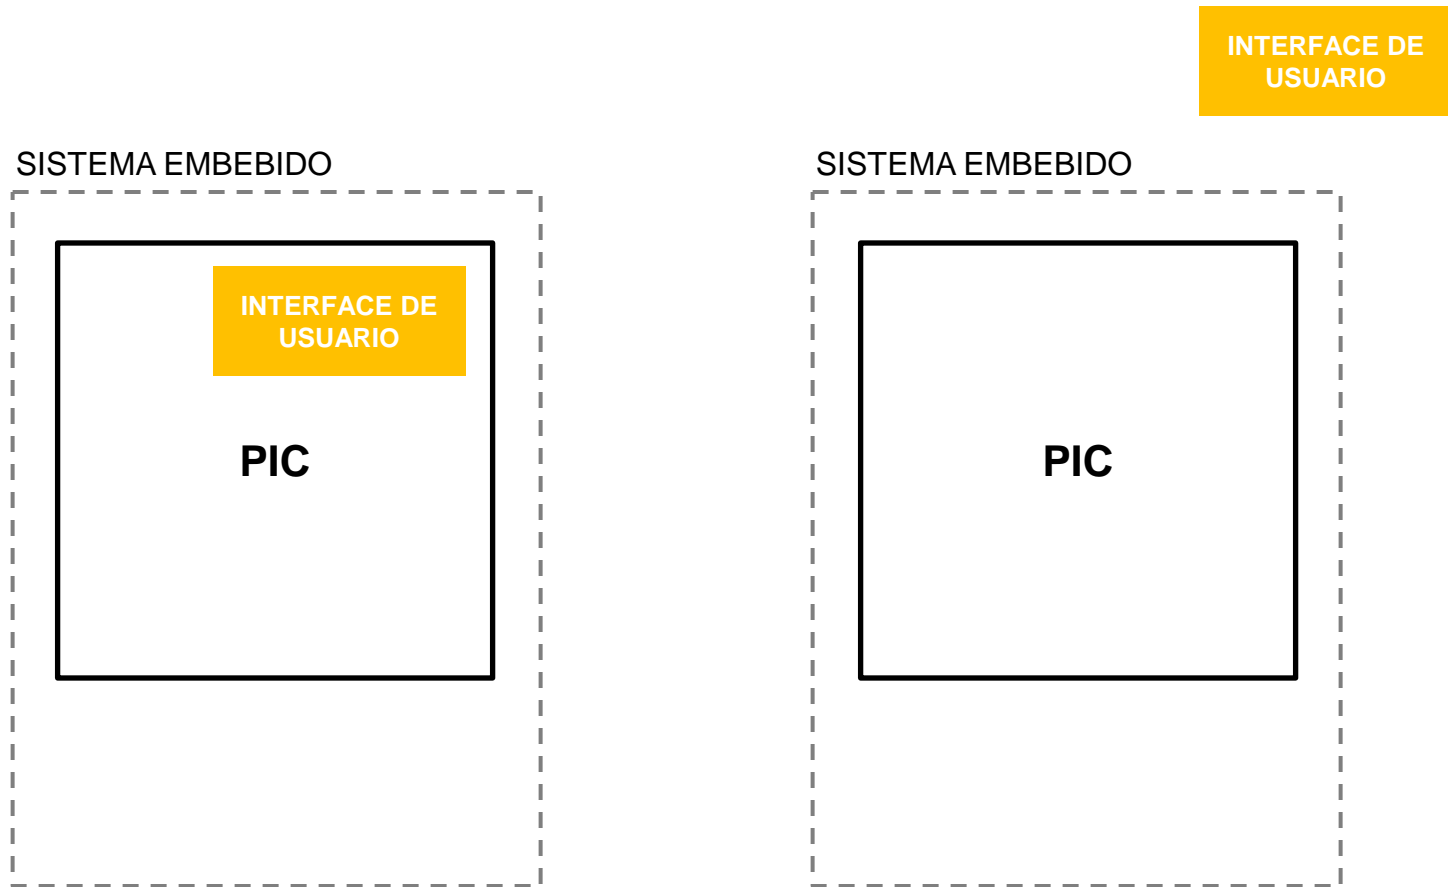 INTERFACE DE
USUARIO
SISTEMA EMBEBIDO
SISTEMA EMBEBIDO
INTERFACE DE
USUARIO
PIC
PIC